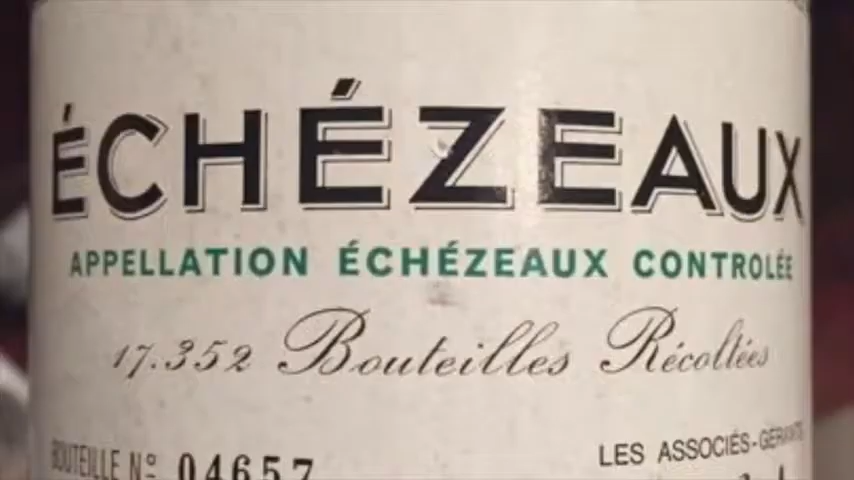 ÉCHÉZEAUX
APPELLATION ÉCHÉZEAUX CONTROLÉE
17.352 Bouteilles Récoltées
BOUTEILLE Nº 04657
LES ASSOCIÉS-GÉRANTS